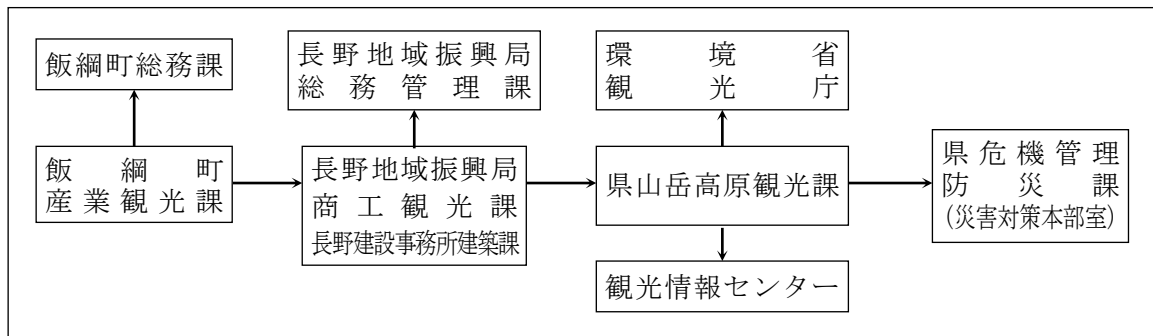 飯綱町総務課
長野地域振興局
総務管理課
環境省
観光庁
飯綱町
産業観光課
長野地域振興局
商工観光課
長野建設事務所建築課
県山岳高原観光課
県危機管理
防災課
(災害対策本部室)
観光情報センター